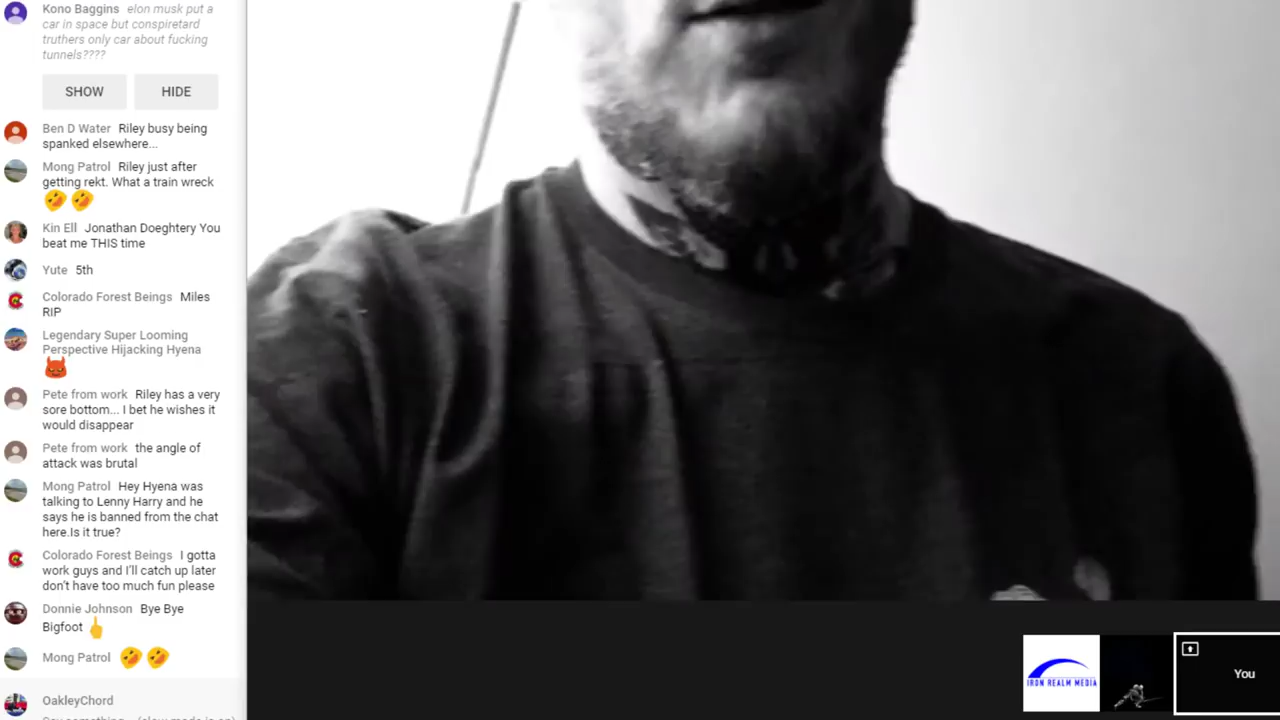 Kono Baggins elon musk put a
car in space but conspiretard
truthers only car about fucking
tunnels????
SHOW HIDE
Ben D Water Riley busy being
spanked elsewhere...
Mong Patrol Riley just after
getting rekt. What a train wreck
Kin Ell Jonathan Doeghtery You
beat me THIS time
Yute 5th
Colorado Forest Beings Miles
RIP
Legendary Super Looming
Perspective Hijacking Hyena
Pete from work Riley has a very
sore bottom... I bet he wishes it
would disappear
Pete from work the angle of
attack was brutal
Mong Patrol Hey Hyena was
talking to Lenny Harry and he
says he is banned from the chat
here.Is it true?
Colorado Forest Beings I gotta
work guys and I'll catch up later
don't have too much fun please
Donnie Johnson Bye Bye
Bigfoot
Mong Patrol
OakleyChord
Say something... (slow mode is on)
IRON REALM MEDIA
You